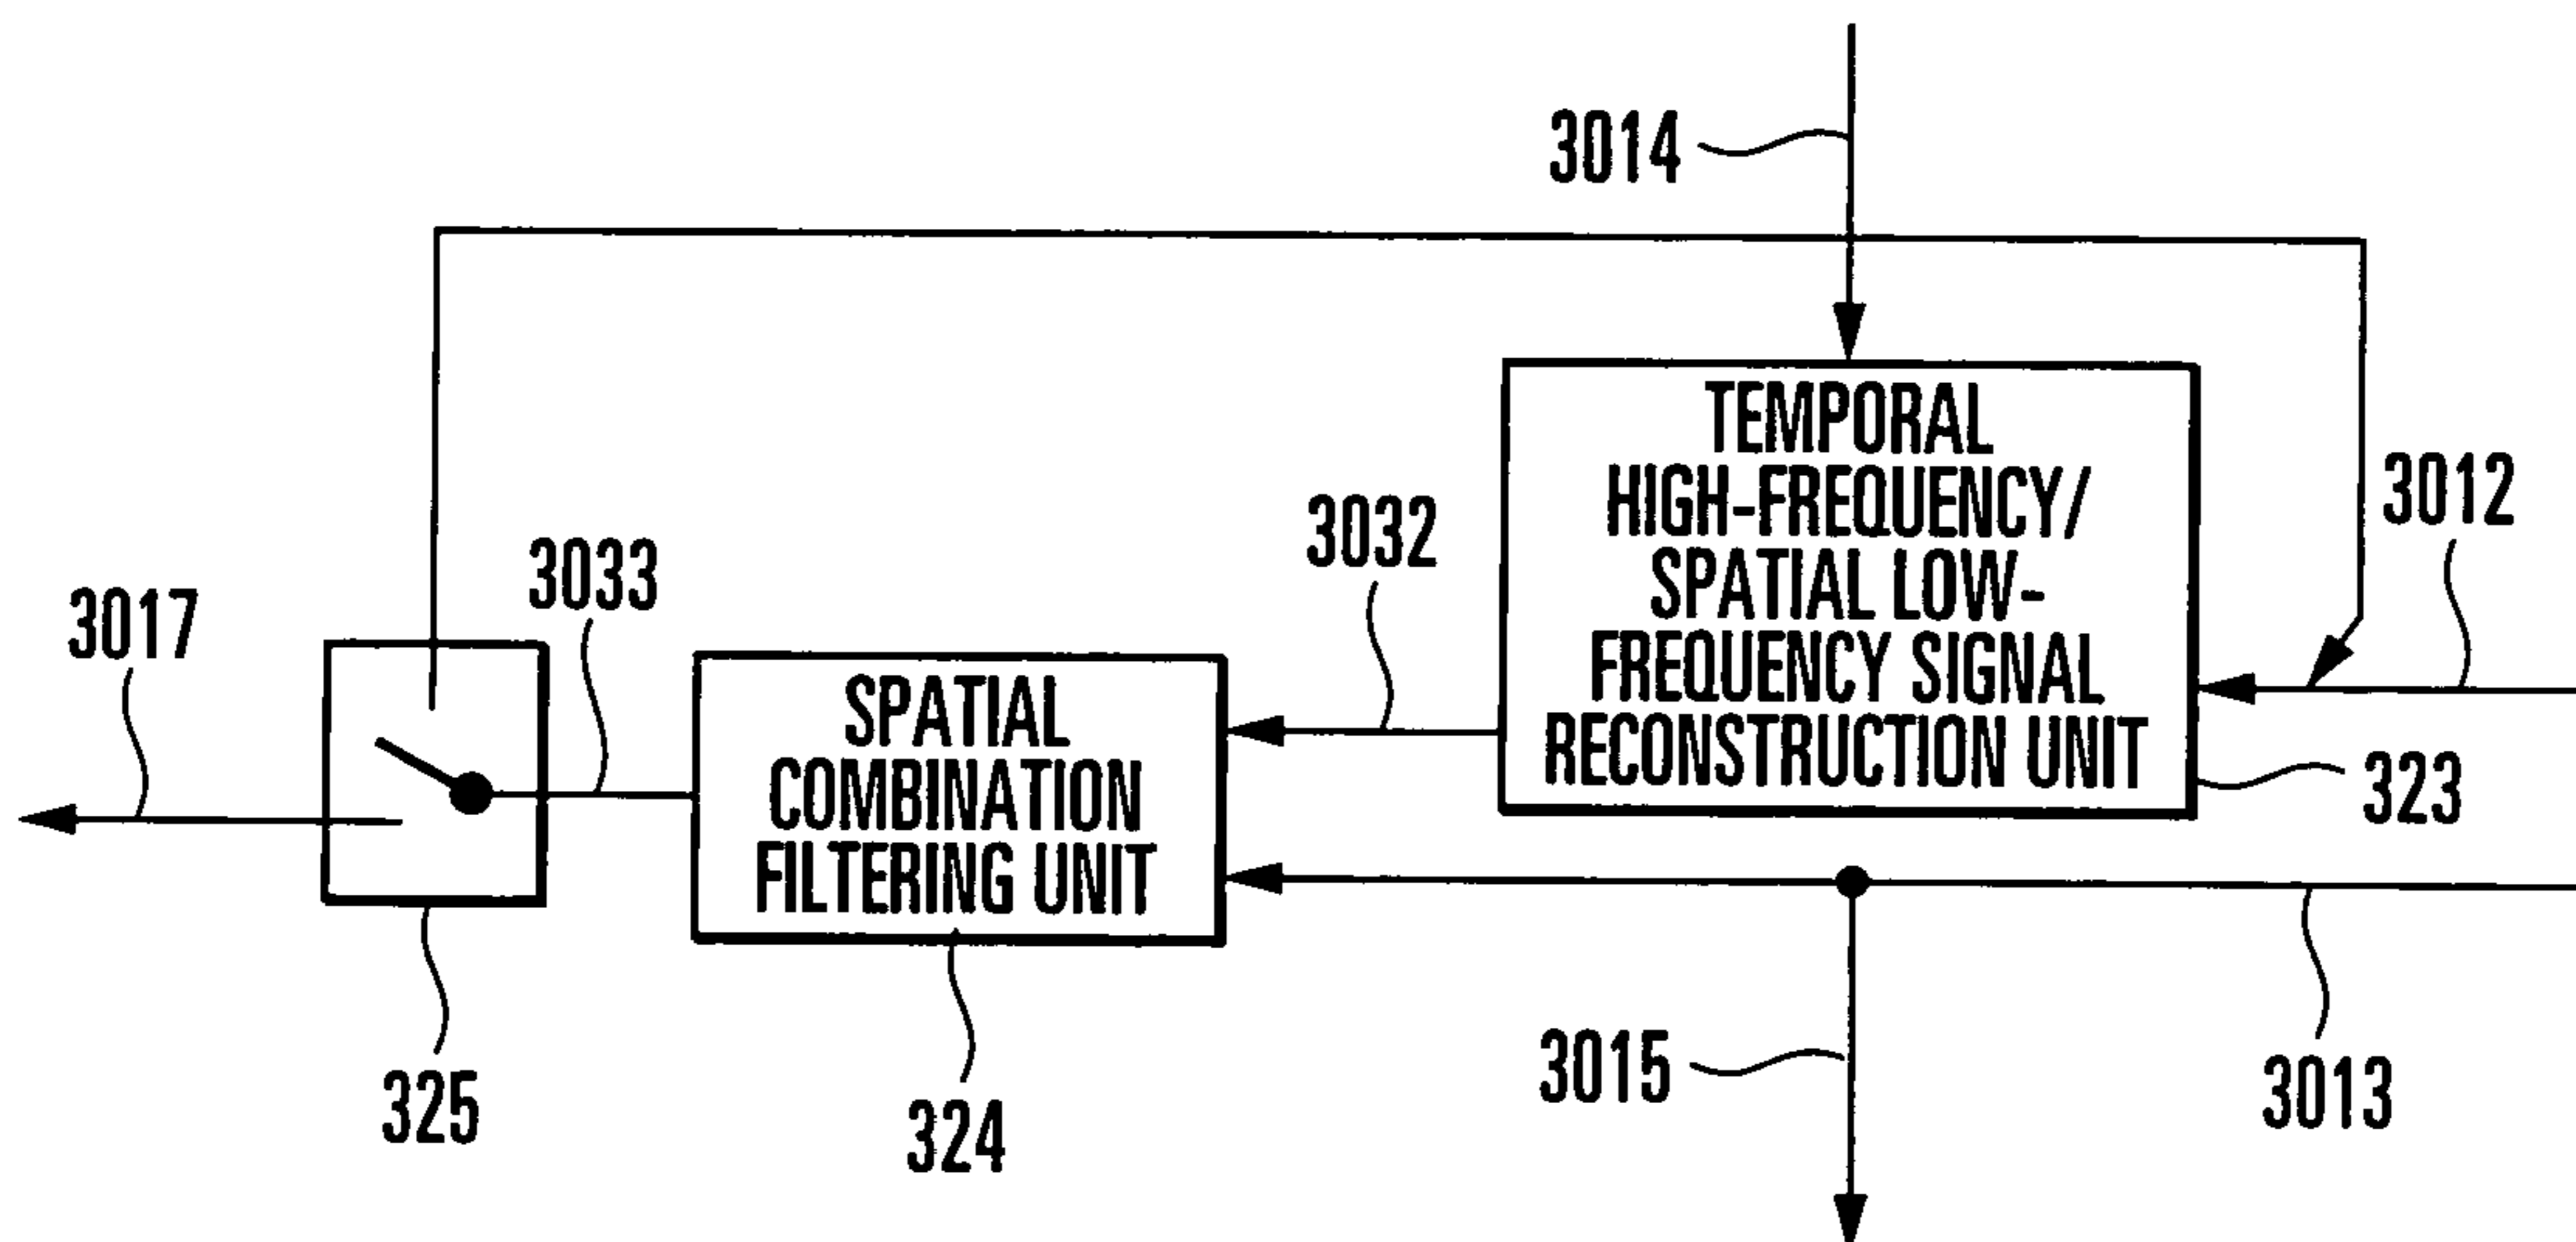 3014
TEMPORAL
HIGH-FREQUENCY/
SPATIAL LOW-
FREQUENCY SIGNAL
RECONSTRUCTION UNIT
3012
3032
3033
3017
SPATIAL
COMBINATION
FILTERING UNIT
323
3015
3013
325
324